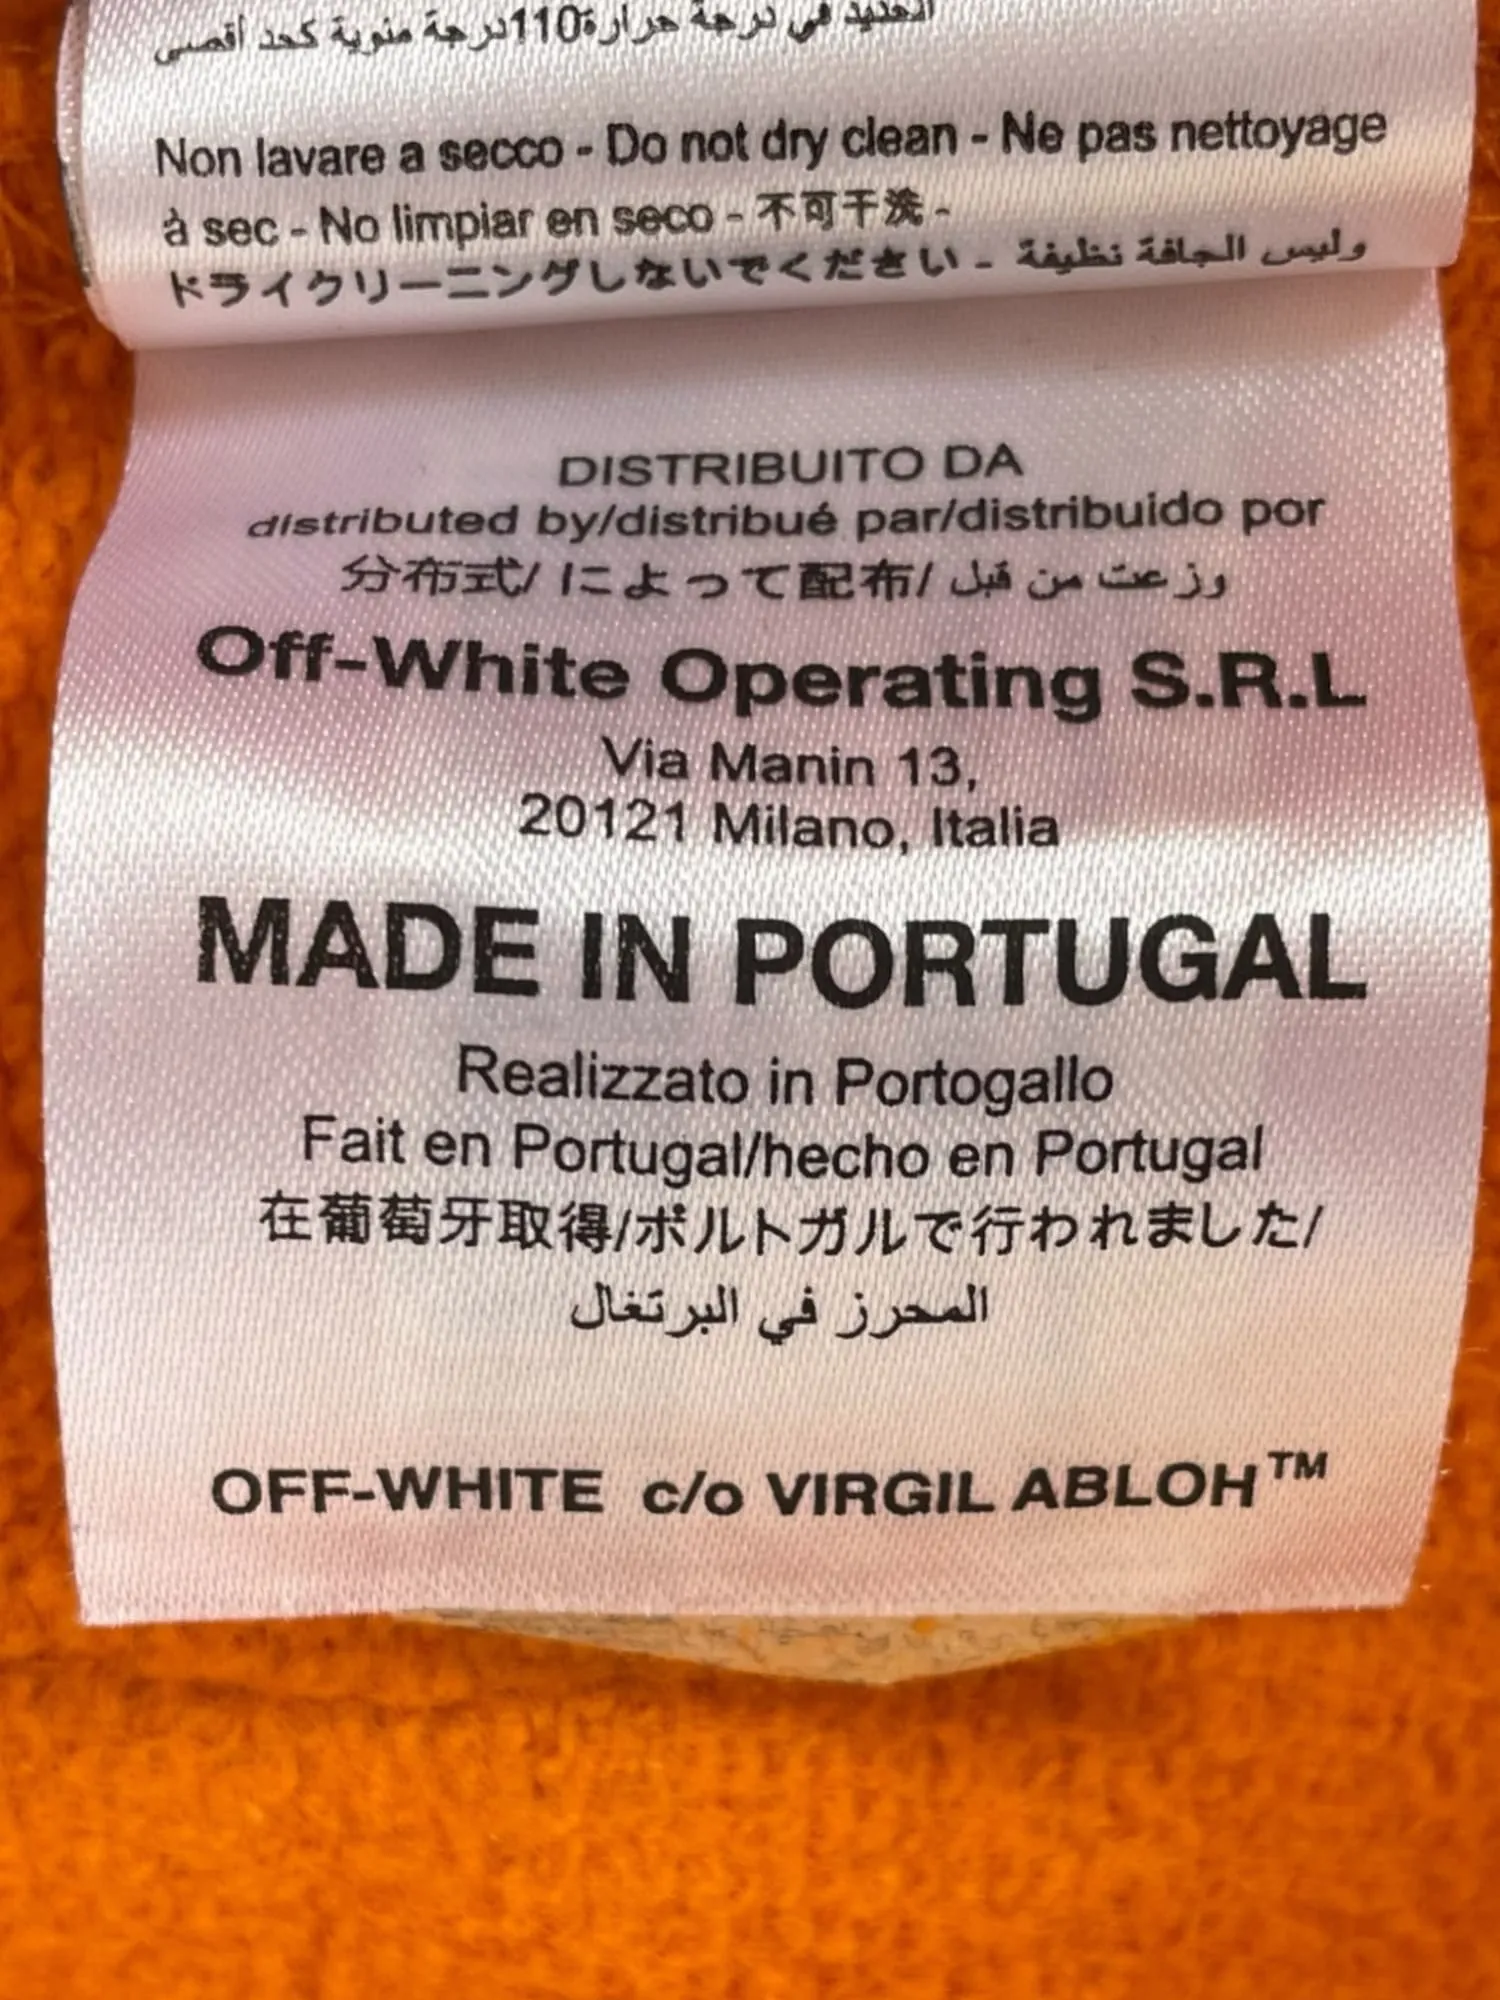 الحديد في درجة حرارة110درجة منوية كحد أقصى
Non lavare a secco - Do not dry clean - Ne pas nettoyage
à sec - No limpiar en seco - 不可干洗 -
ドライクリーニングしないでください - وليس الجافة نظيفة
DISTRIBUITO DA
distributed by/distribué par/distribuido por
分布式/ によって配布/ وزعت من قبل
Off-White Operating S.R.L
Via Manin 13,
20121 Milano, Italia
MADE IN PORTUGAL
Realizzato in Portogallo
Fait en Portugal/hecho en Portugal
在葡萄牙取得/ポルトガルで行われました/
المحرز في البرتغال
OFF-WHITE c/o VIRGIL ABLOH™